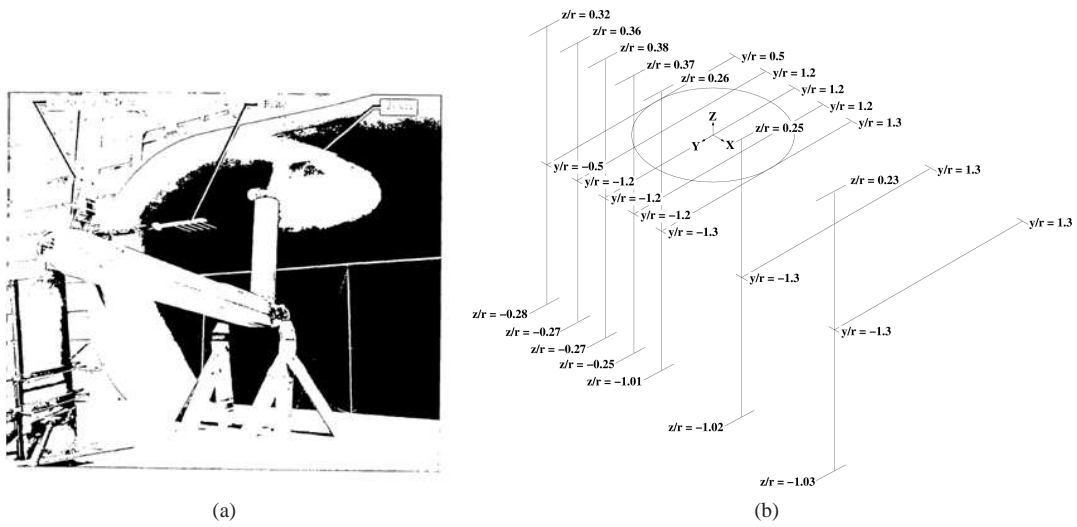 z/r = 0.32
z/r = 0.36
z/r = 0.38
z/r = 0.37
z/r = 0.26
y/r = 0.5
y/r = 1.2
y/r = 1.2
y/r = 1.2
y/r = 1.3
z/r = 0.25
Z
Y
X
y/r = −0.5
y/r = −1.2
y/r = −1.2
y/r = −1.2
y/r = −1.3
y/r = 1.3
z/r = 0.23
y/r = 1.3
y/r = −1.3
y/r = −1.3
z/r = −0.28
z/r = −0.27
z/r = −0.27
z/r = −0.25
z/r = −1.01
z/r = −1.02
z/r = −1.03
(a)
(b)